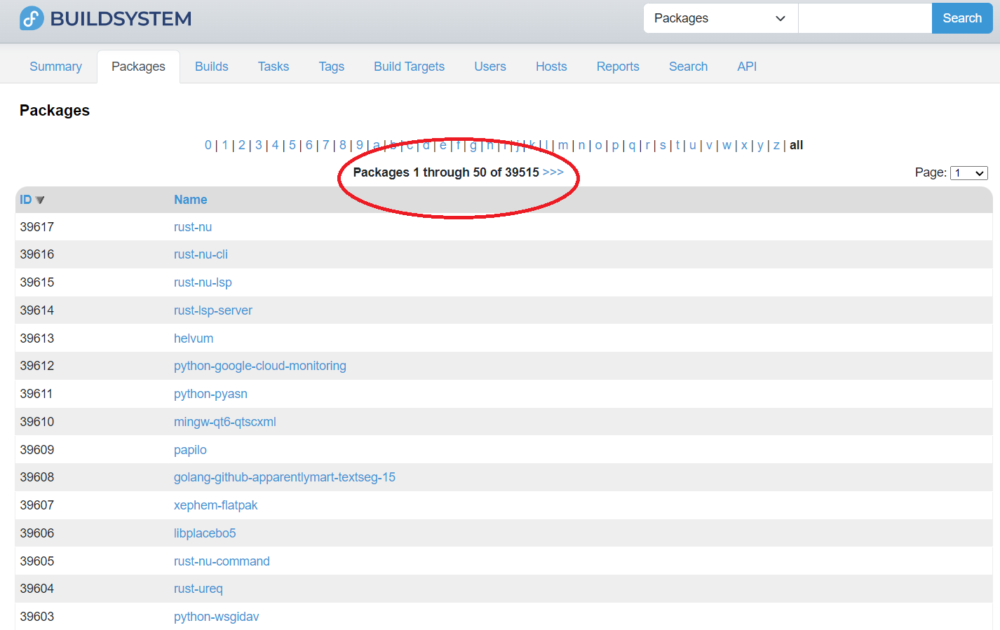 BUILDSYSTEM
Packages Search
Summary Packages Builds Tasks Tags Build Targets Users Hosts Reports Search API
Packages
0 | 1 | 2 | 3 | 4 | 5 | 6 | 7 | 8 | 9 | a | b | c | d | e | f | g | h | i | j | k | l | m | n | o | p | q | r | s | t | u | v | w | x | y | z | all
Packages 1 through 50 of 39515 >>> Page: 1
ID Name
39617 rust-nu
39616 rust-nu-cli
39615 rust-nu-lsp
39614 rust-lsp-server
39613 helvum
39612 python-google-cloud-monitoring
39611 python-pyasn
39610 mingw-qt6-qtscxml
39609 papilo
39608 golang-github-apparentlymart-textseg-15
39607 xephem-flatpak
39606 libplacebo5
39605 rust-nu-command
39604 rust-ureq
39603 python-wsgidav